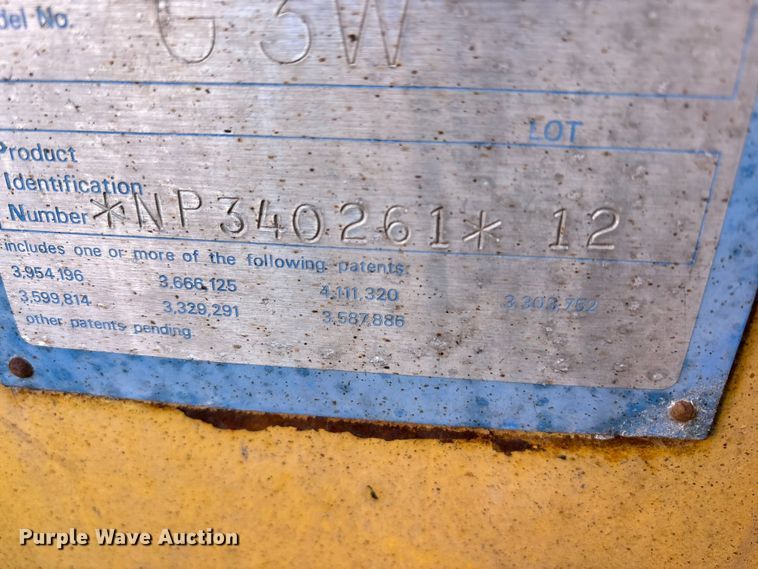 del No. G 3W
LOT
Product
Identification
Number *NP340261* 12
includes one or more of the following patents
3,954,196 3,666,125 4,111,320 3,303,752
3,599,814 3,329,291 3,587,886
other patents pending.
Purple Wave Auction